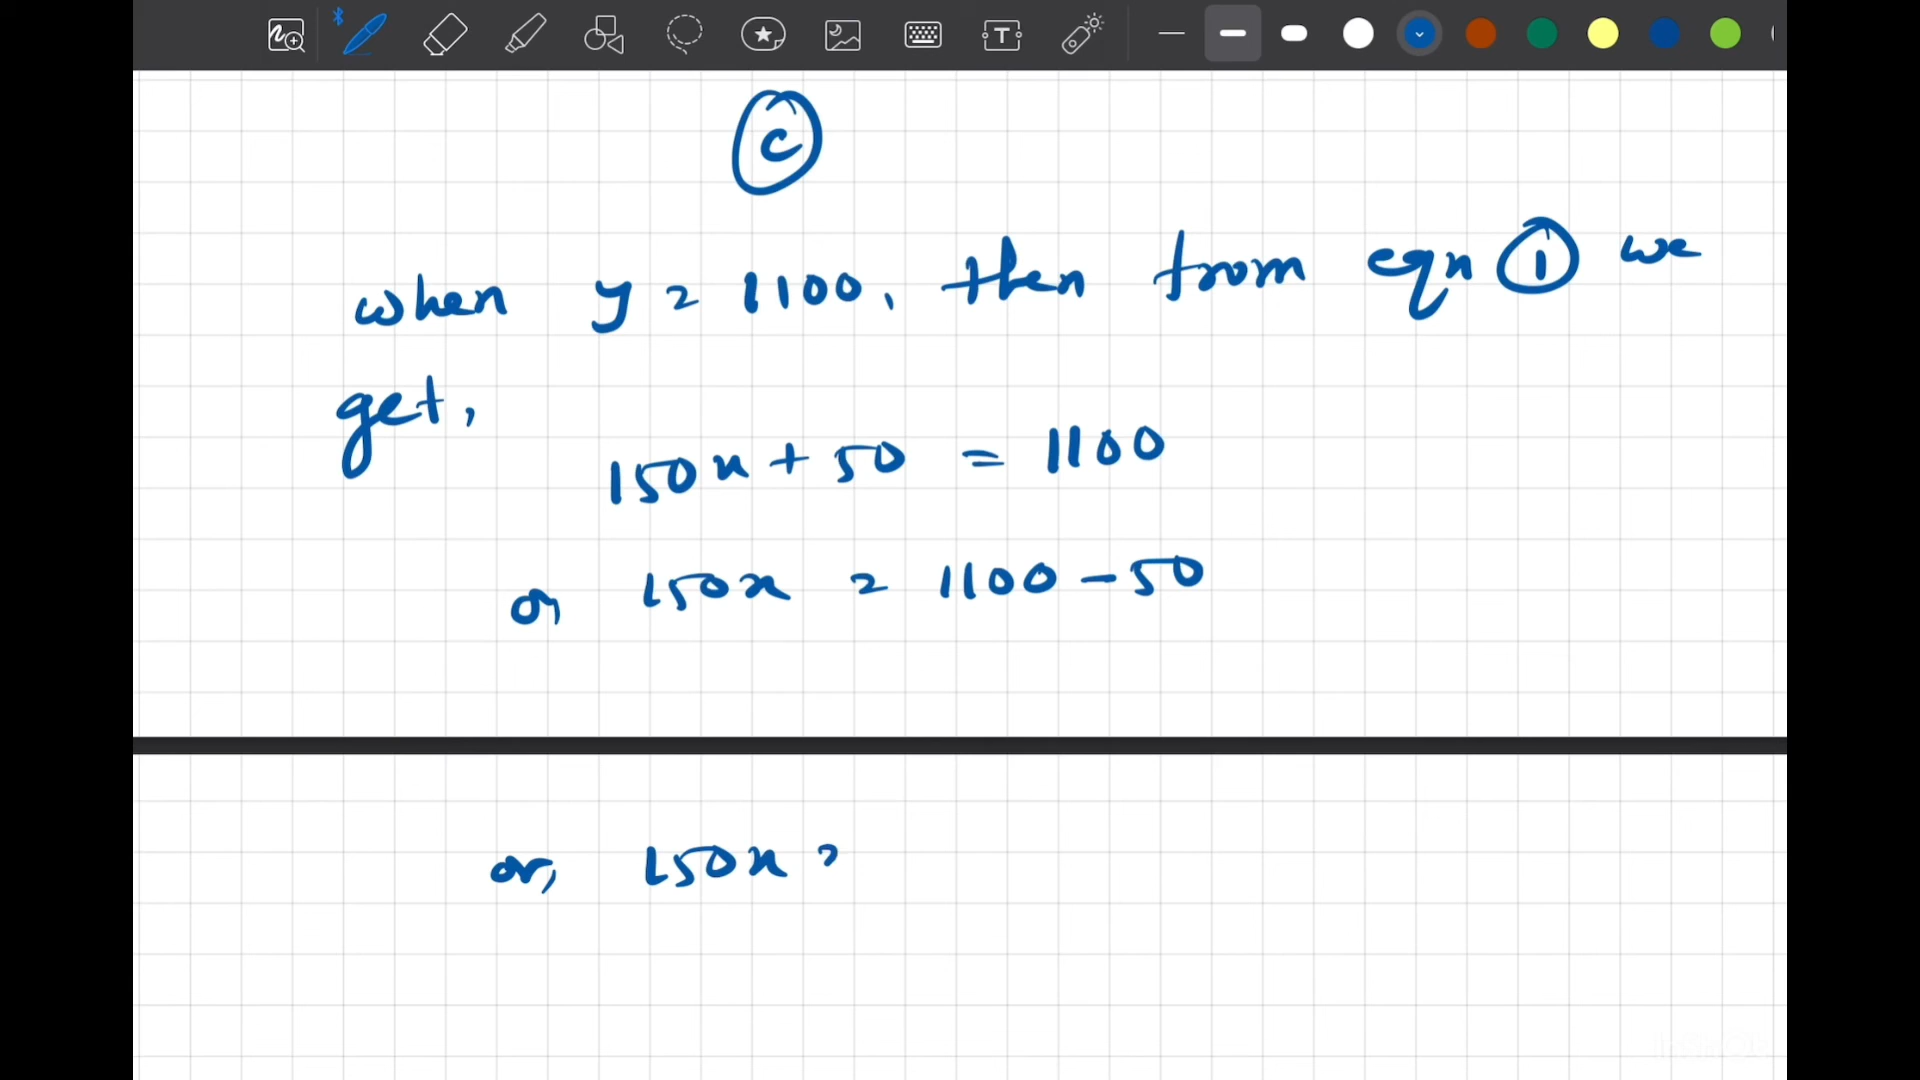 c
when y = 1100, then from eqn 1 we
get,
150x + 50 = 1100
or, 150x = 1100 - 50
or, 150x =